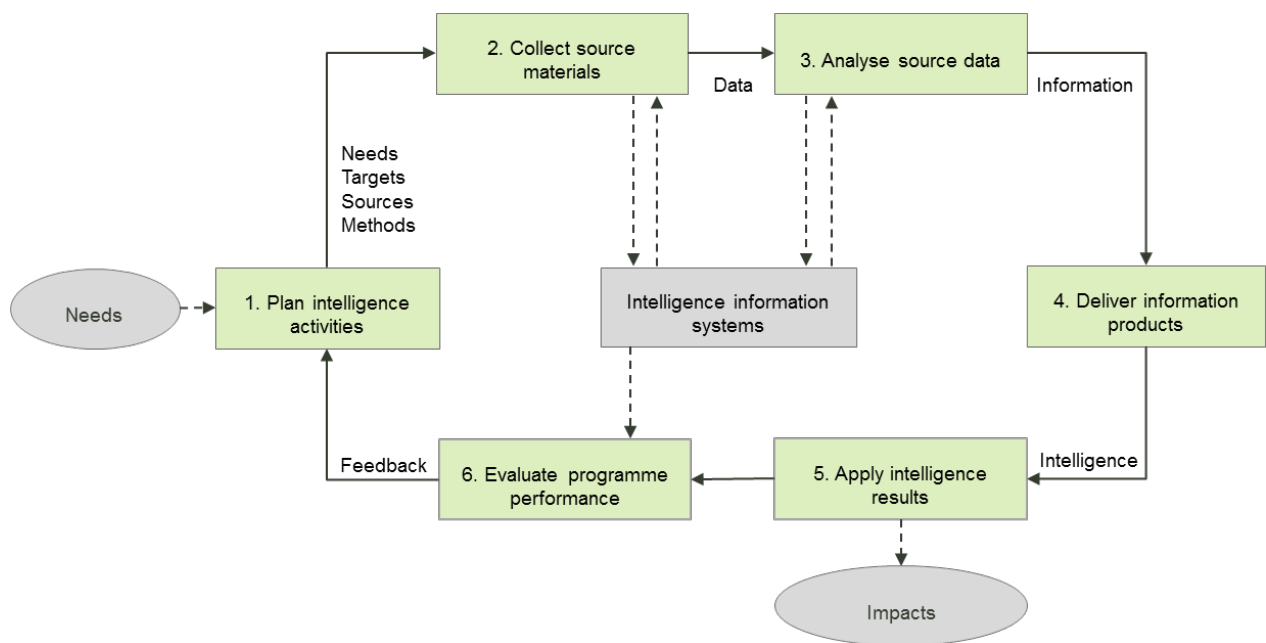 2. Collect source
materials
3. Analyse source data
Data
Information
Needs
Targets
Sources
Methods
Needs
1. Plan intelligence
activities
Intelligence information
systems
4. Deliver information
products
Feedback
6. Evaluate programme
performance
5. Apply intelligence
results
Intelligence
Impacts